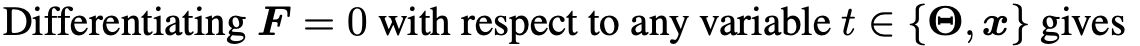 Differentiating 𝑭 = 0 with respect to any variable t ∈ {𝚯, 𝒙} gives